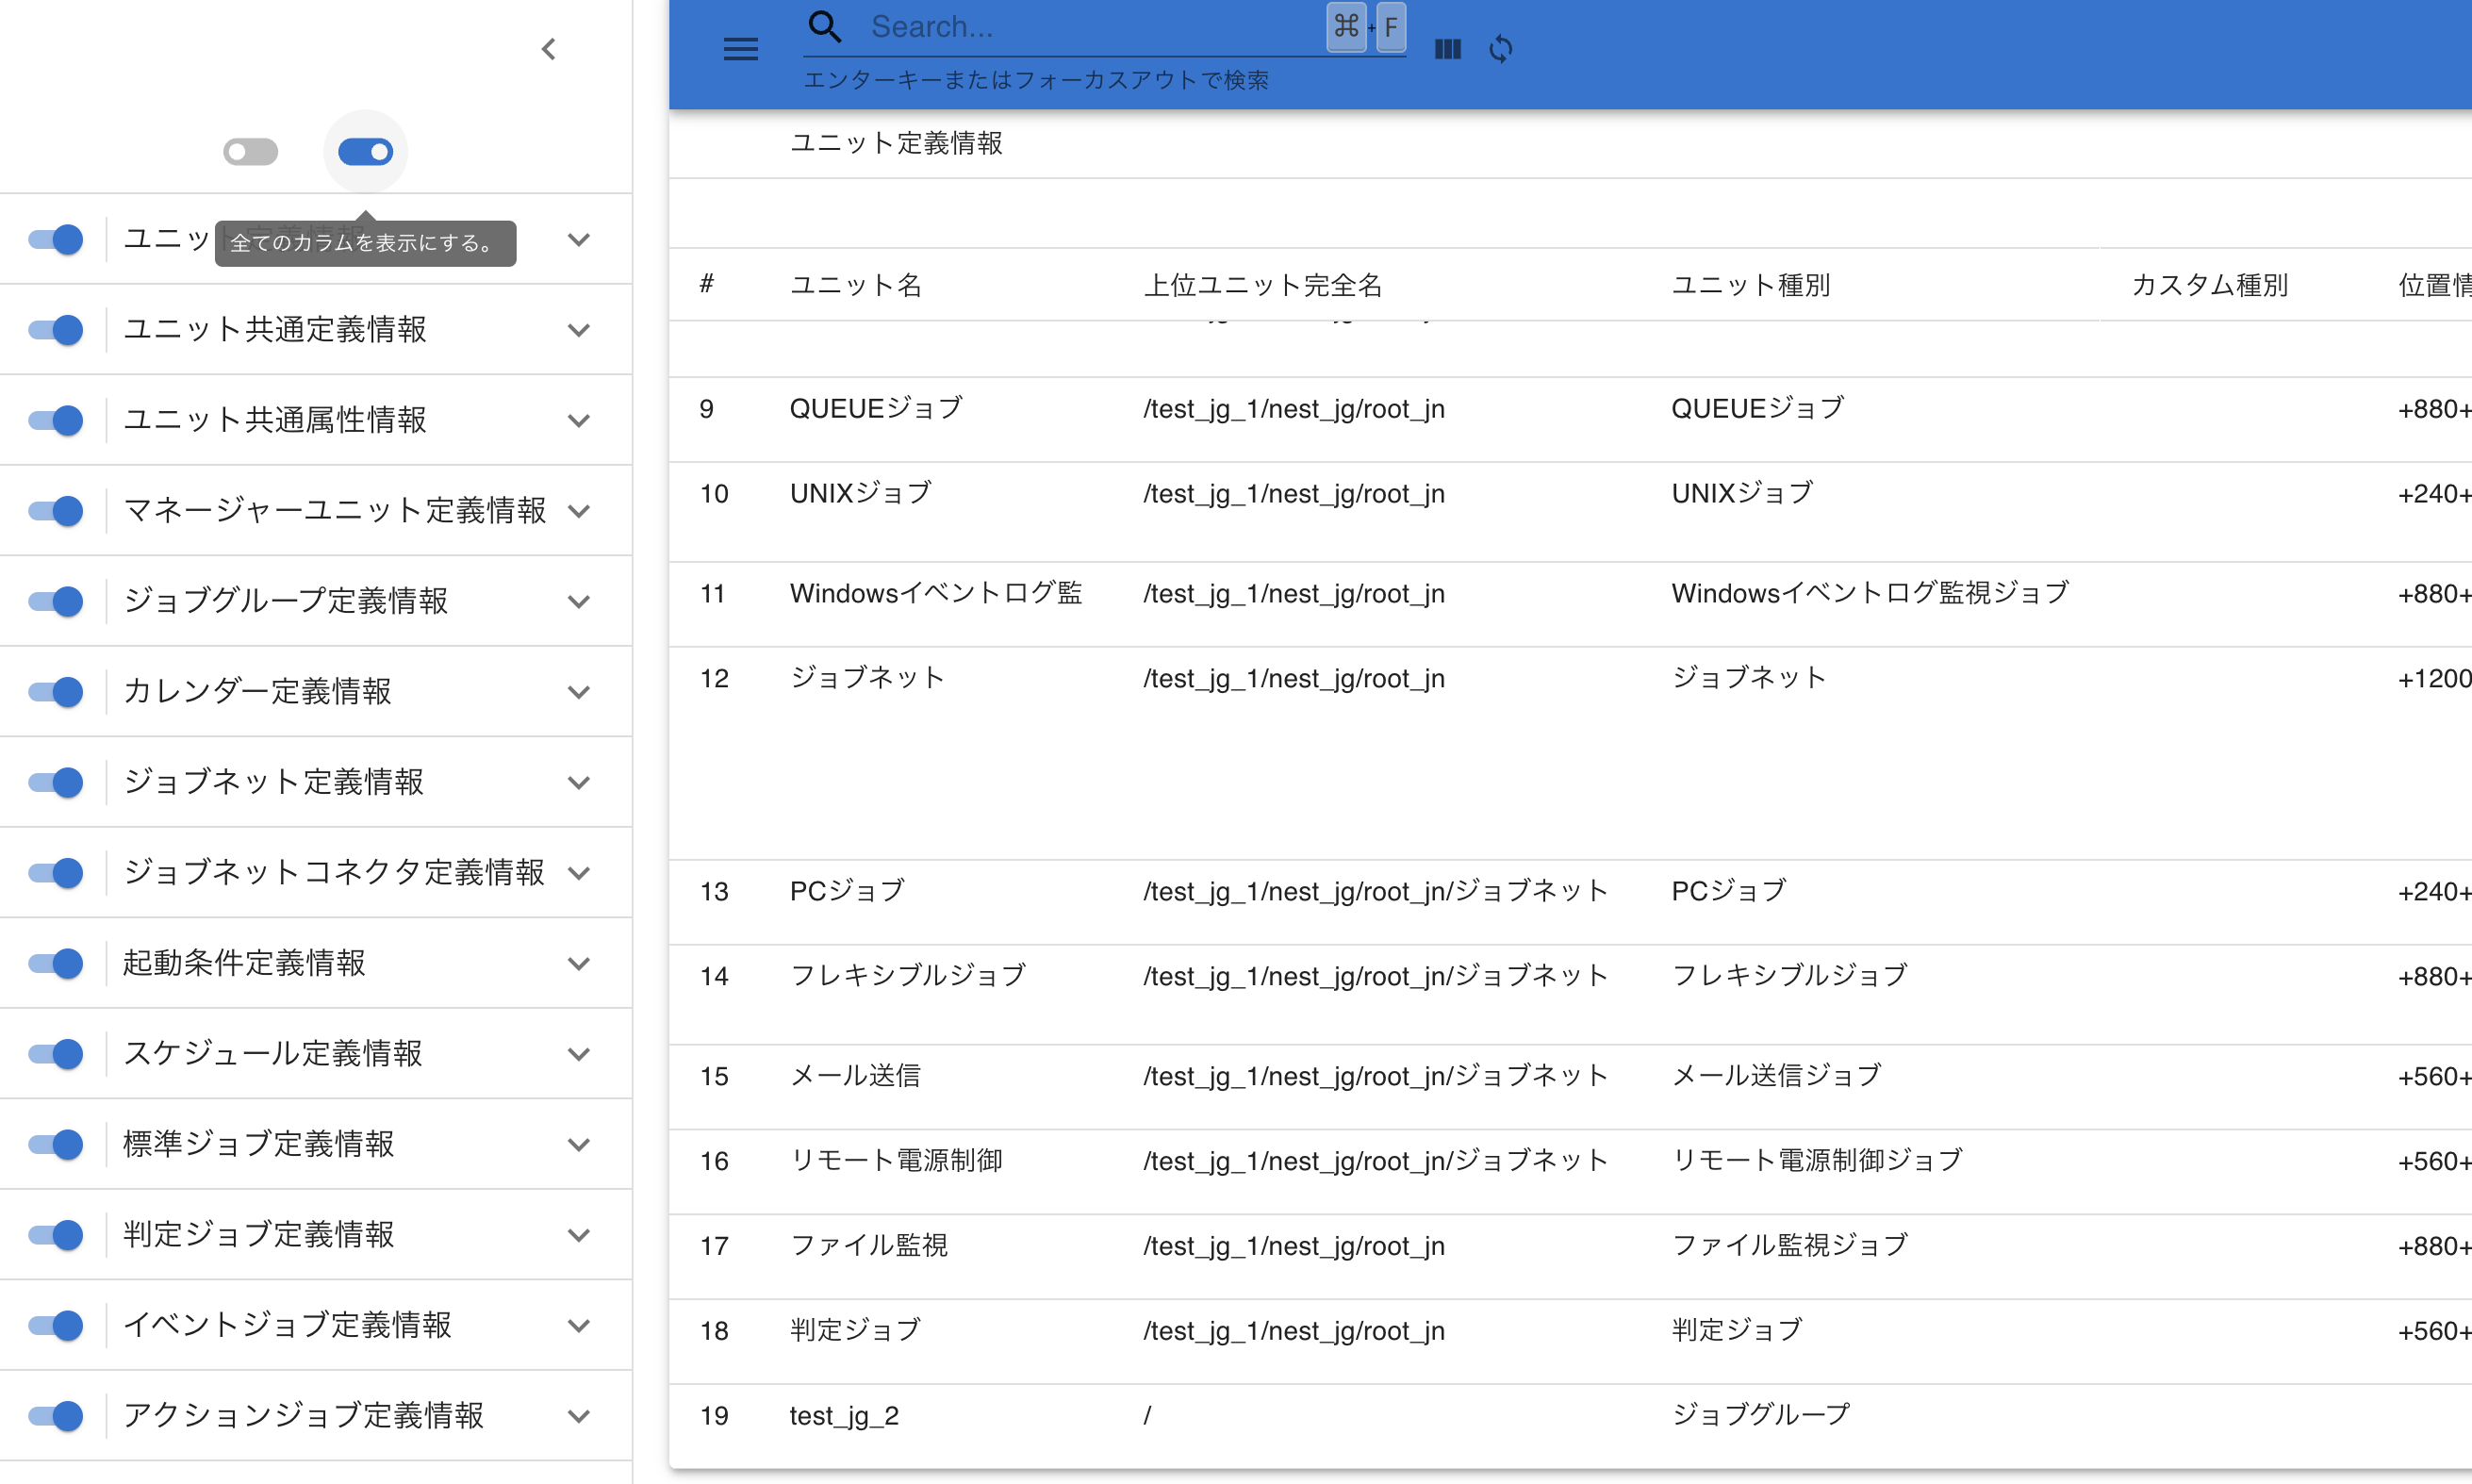 Search...
⌘+F
エンターキーまたはフォーカスアウトで検索
全てのカラムを表示にする。
ユニット定義情報
ユニット共通定義情報
ユニット共通属性情報
マネージャーユニット定義情報
ジョブグループ定義情報
カレンダー定義情報
ジョブネット定義情報
ジョブネットコネクタ定義情報
起動条件定義情報
スケジュール定義情報
標準ジョブ定義情報
判定ジョブ定義情報
イベントジョブ定義情報
アクションジョブ定義情報
ユニット定義情報
# ユニット名 上位ユニット完全名 ユニット種別 カスタム種別 位置情
9 QUEUEジョブ /test_jg_1/nest_jg/root_jn QUEUEジョブ +880+
10 UNIXジョブ /test_jg_1/nest_jg/root_jn UNIXジョブ +240+
11 Windowsイベントログ監 /test_jg_1/nest_jg/root_jn Windowsイベントログ監視ジョブ +880+
12 ジョブネット /test_jg_1/nest_jg/root_jn ジョブネット +1200
13 PCジョブ /test_jg_1/nest_jg/root_jn/ジョブネット PCジョブ +240+
14 フレキシブルジョブ /test_jg_1/nest_jg/root_jn/ジョブネット フレキシブルジョブ +880+
15 メール送信 /test_jg_1/nest_jg/root_jn/ジョブネット メール送信ジョブ +560+
16 リモート電源制御 /test_jg_1/nest_jg/root_jn/ジョブネット リモート電源制御ジョブ +560+
17 ファイル監視 /test_jg_1/nest_jg/root_jn ファイル監視ジョブ +880+
18 判定ジョブ /test_jg_1/nest_jg/root_jn 判定ジョブ +560+
19 test_jg_2 / ジョブグループ